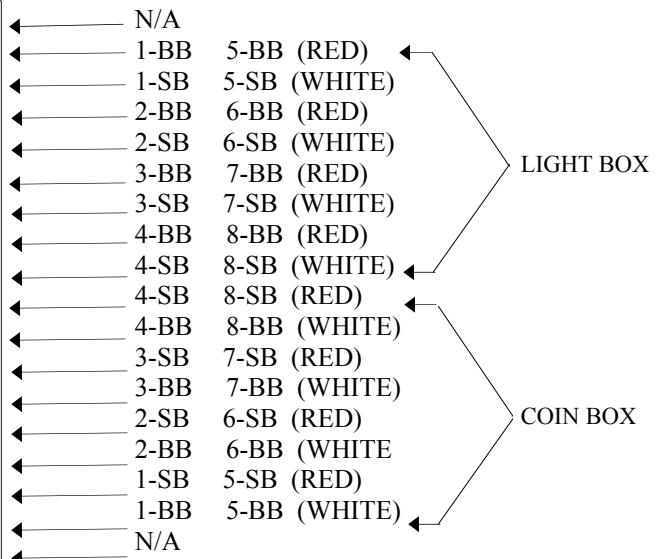 N/A
1-BB 5-BB (RED)
1-SB 5-SB (WHITE)
2-BB 6-BB (RED)
2-SB 6-SB (WHITE)
3-BB 7-BB (RED)
LIGHT BOX
3-SB 7-SB (WHITE)
4-BB 8-BB (RED)
4-SB 8-SB (WHITE)
4-SB 8-SB (RED)
4-BB 8-BB (WHITE)
3-SB 7-SB (RED)
3-BB 7-BB (WHITE)
2-SB 6-SB (RED)
COIN BOX
2-BB 6-BB (WHITE
1-SB 5-SB (RED)
1-BB 5-BB (WHITE)
N/A